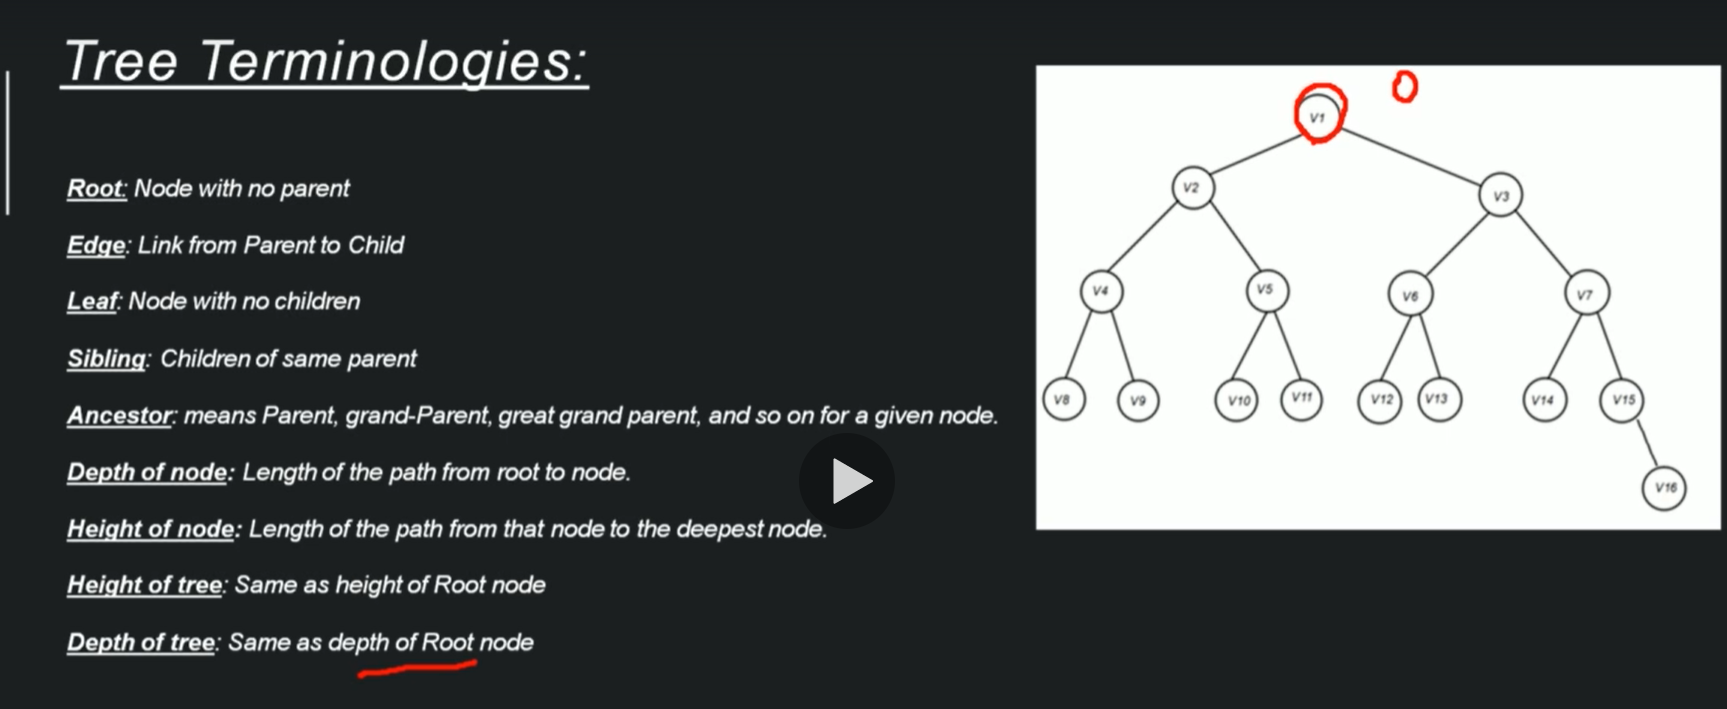 Tree Terminologies:
Root: Node with no parent
Edge: Link from Parent to Child
Leaf: Node with no children
Sibling: Children of same parent
Ancestor: means Parent, grand-Parent, great grand parent, and so on for a given node.
Depth of node: Length of the path from root to node.
Height of node: Length of the path from that node to the deepest node.
Height of tree: Same as height of Root node
Depth of tree: Same as depth of Root node
0
V1
V2
V3
V4
V5
V6
V7
V8
V9
V10
V11
V12
V13
V14
V15
V16